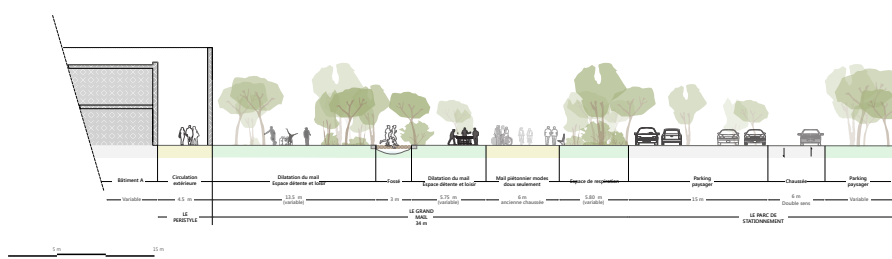 Bâtiment A
Circulation
extérieure
Dilatation du mail
Espace détente et loisir
Fossé
Dilatation du mail
Espace détente et loisir
Mail piétonnier modes
doux seulement
Espace de respiration
Parking
paysager
Chaussée
Parking
paysager
Variable
4.5 m
13.5 m
(variable)
3 m
5.75 m
(variable)
6 m
ancienne chaussée
5.80 m
(variable)
15 m
6 m
Double sens
Variable
LE
PERISTYLE
LE GRAND
MAIL
34 m
LE PARC DE
STATIONNEMENT
5 m
15 m